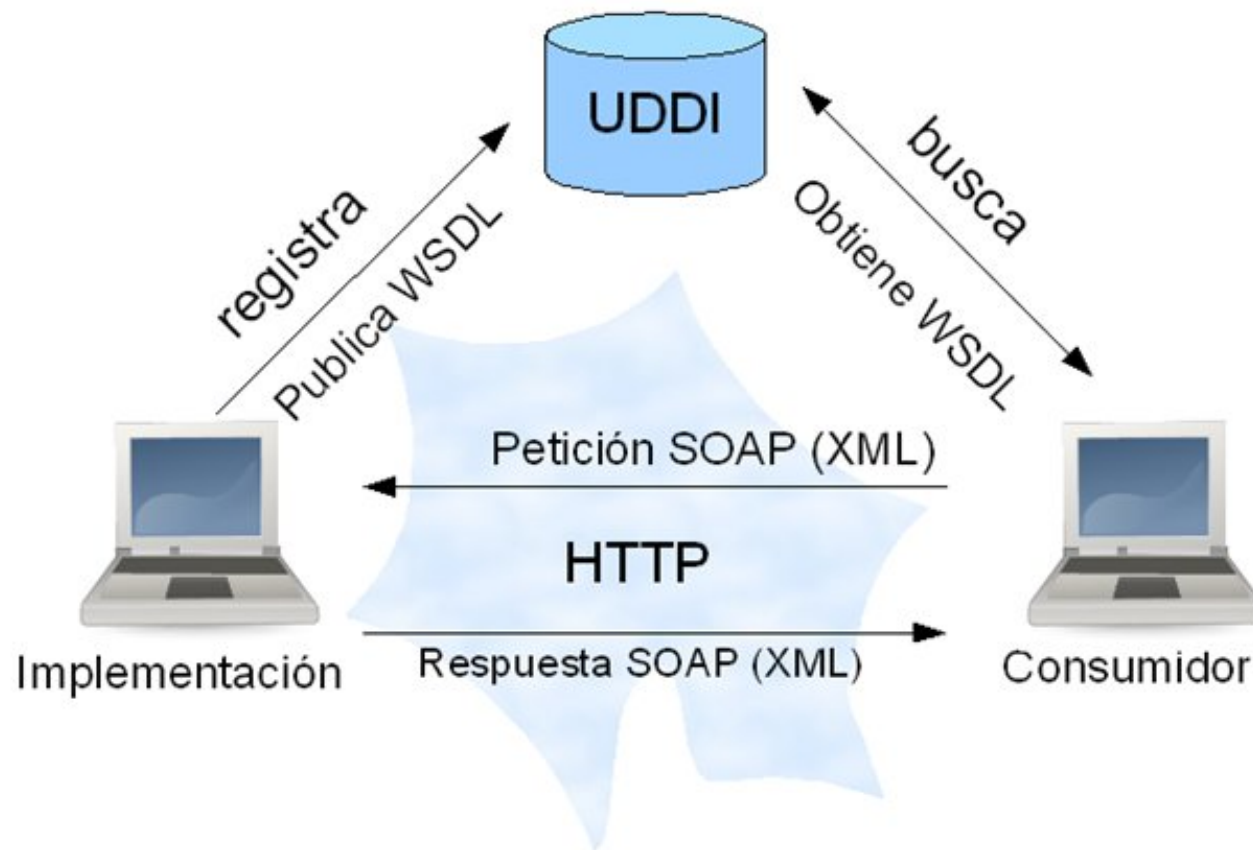 UDDI
registra
Publica WSDL
busca
Obtiene WSDL
Petición SOAP (XML)
HTTP
Respuesta SOAP (XML)
Implementación
Consumidor